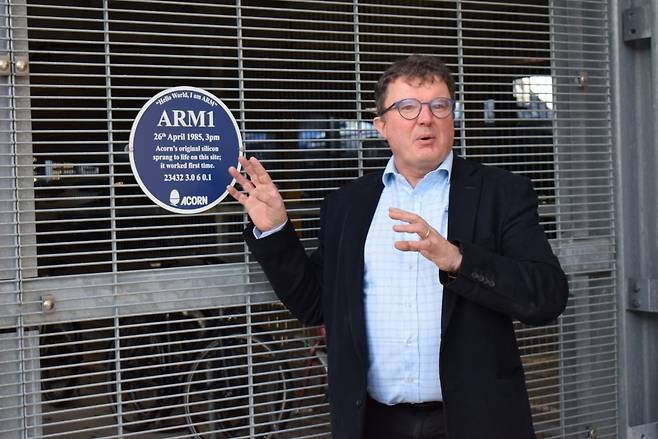 "Hello World, I am ARM"
ARM1
26th April 1985, 3pm
Acorn's original silicon
sprang to life on this site;
it worked first time.
23432 3.0 6 0.1
ACORN